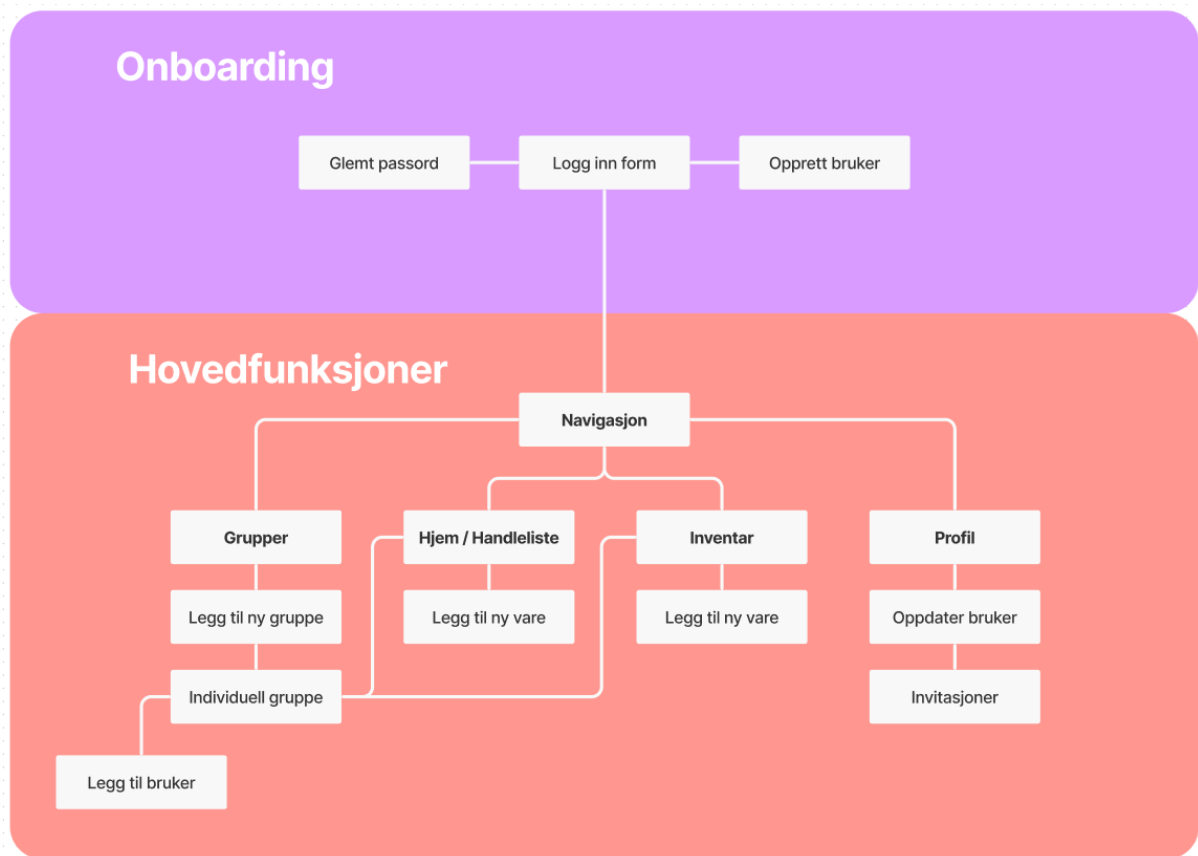 Onboarding
Glemt passord
Logg inn form
Opprett bruker
Hovedfunksjoner
Navigasjon
Grupper
Hjem / Handleliste
Inventar
Profil
Legg til ny gruppe
Legg til ny vare
Legg til ny vare
Oppdater bruker
Individuell gruppe
Invitasjoner
Legg til bruker